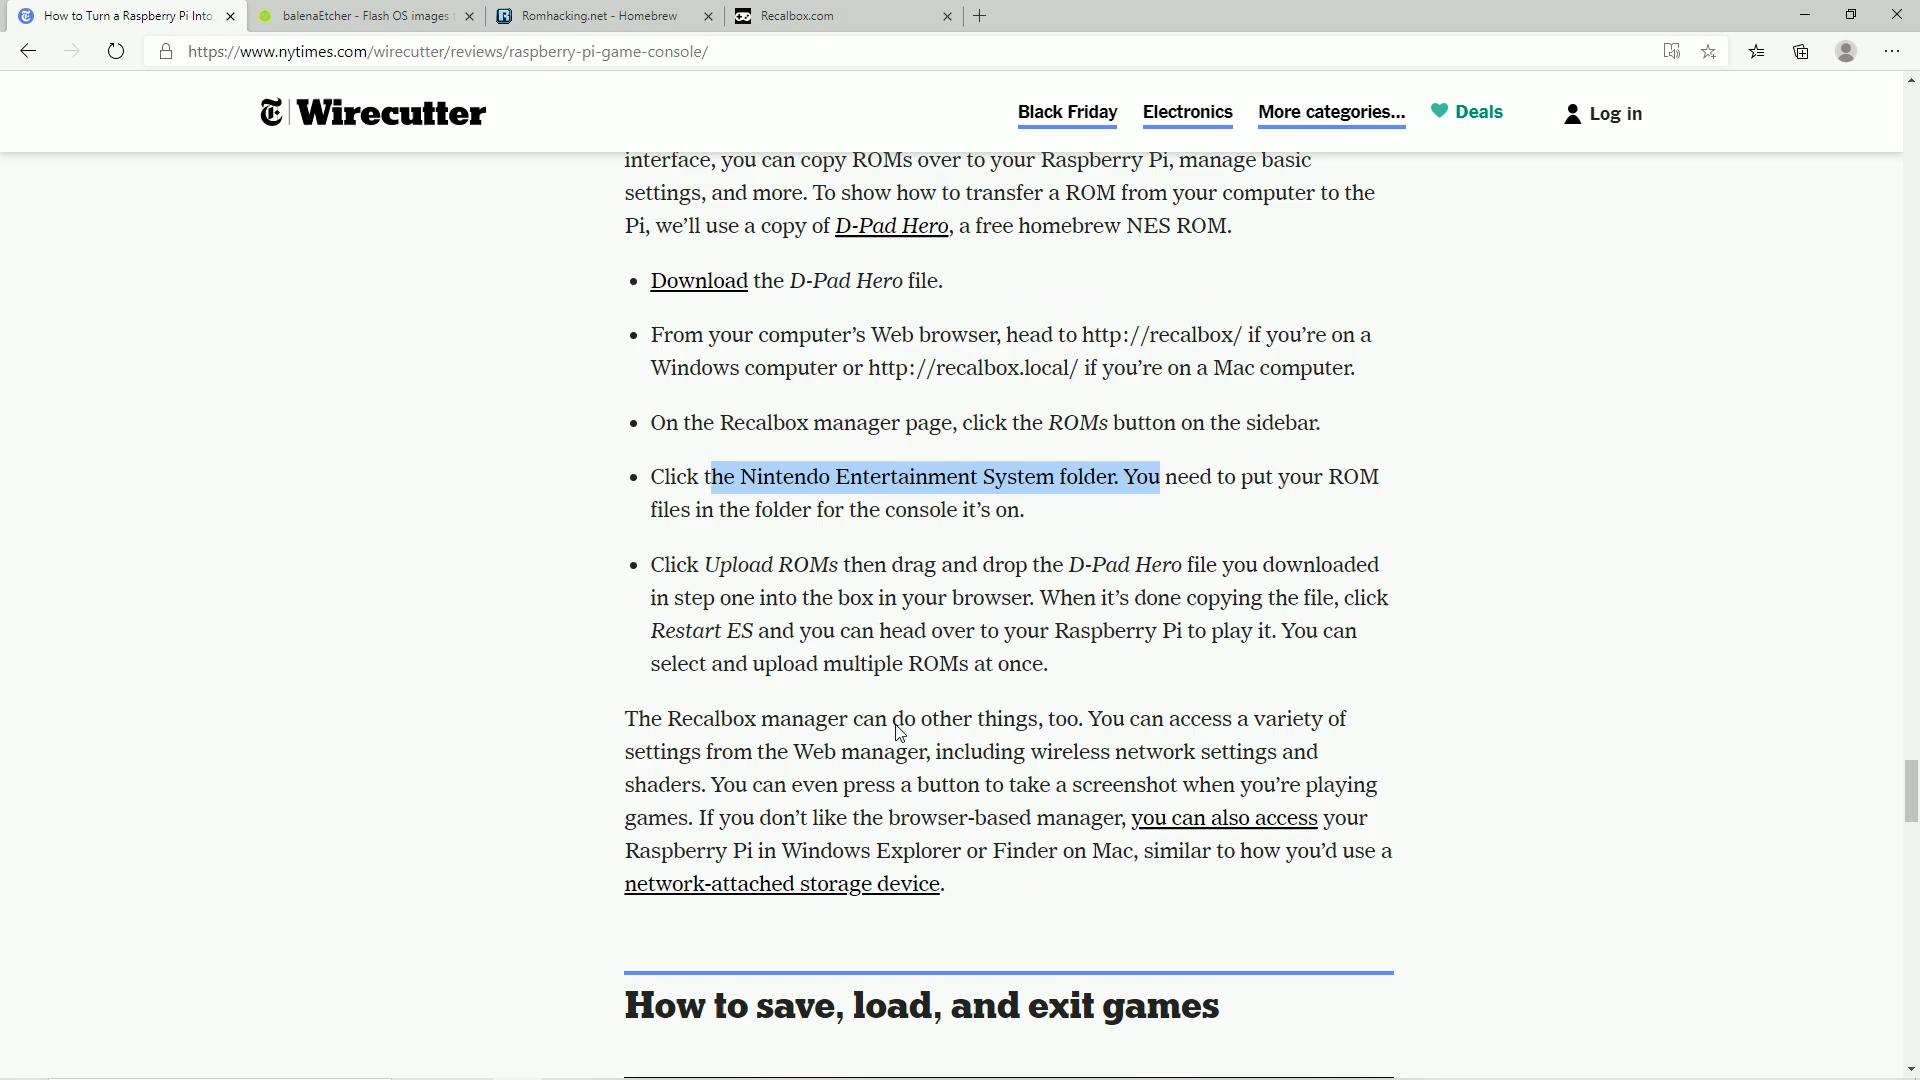 How to Turn a Raspberry Pi Into
balenaEtcher - Flash OS images
Romhacking.net - Homebrew
Recalbox.com
https://www.nytimes.com/wirecutter/reviews/raspberry-pi-game-console/
Wirecutter
Black Friday
Electronics
More categories...
Deals
Log in
interface, you can copy ROMs over to your Raspberry Pi, manage basic
settings, and more. To show how to transfer a ROM from your computer to the
Pi, we’ll use a copy of D-Pad Hero, a free homebrew NES ROM.
• Download the D-Pad Hero file.
• From your computer’s Web browser, head to http://recalbox/ if you’re on a
Windows computer or http://recalbox.local/ if you’re on a Mac computer.
• On the Recalbox manager page, click the ROMs button on the sidebar.
• Click the Nintendo Entertainment System folder. You need to put your ROM
files in the folder for the console it’s on.
• Click Upload ROMs then drag and drop the D-Pad Hero file you downloaded
in step one into the box in your browser. When it’s done copying the file, click
Restart ES and you can head over to your Raspberry Pi to play it. You can
select and upload multiple ROMs at once.
The Recalbox manager can do other things, too. You can access a variety of
settings from the Web manager, including wireless network settings and
shaders. You can even press a button to take a screenshot when you’re playing
games. If you don’t like the browser-based manager, you can also access your
Raspberry Pi in Windows Explorer or Finder on Mac, similar to how you’d use a
network-attached storage device.
How to save, load, and exit games